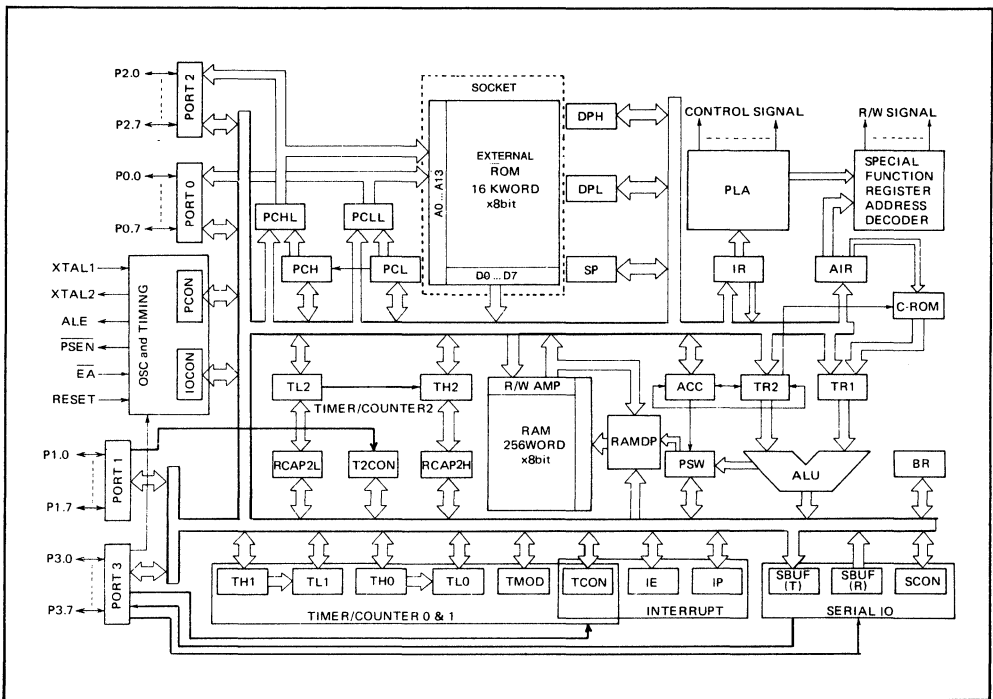 P2.0
P2.7
PORT 2
P0.0
P0.7
PORT 0
XTAL1
XTAL2
ALE
PSEN
EA
RESET
OSC and TIMING
PCON
IOCON
P1.0
P1.7
PORT 1
P3.0
P3.7
PORT 3
PCHL
PCLL
PCH
PCL
SOCKET
A0...A13
EXTERNAL
ROM
16 KWORD
x8bit
D0...D7
DPH
DPL
SP
CONTROL SIGNAL
PLA
R/W SIGNAL
SPECIAL
FUNCTION
REGISTER
ADDRESS
DECODER
IR
AIR
C-ROM
TL2
TH2
TIMER/COUNTER2
RCAP2L
T2CON
RCAP2H
R/W AMP
RAM
256WORD
x8bit
RAMDP
ACC
TR2
TR1
PSW
ALU
BR
TH1
TL1
TH0
TL0
TMOD
TCON
IE
IP
TIMER/COUNTER 0 & 1
INTERRUPT
SBUF
(T)
SBUF
(R)
SCON
SERIAL IO